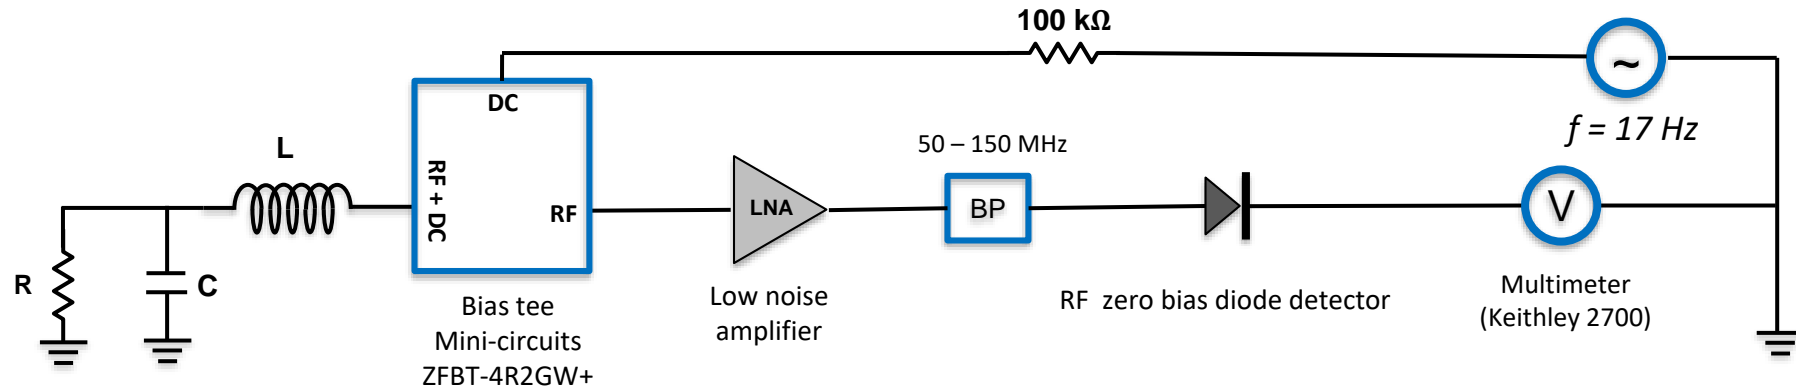 100 kΩ
~
f = 17 Hz
DC
RF + DC
RF
L
R
C
LNA
50 – 150 MHz
BP
V
Bias tee
Mini-circuits
ZFBT-4R2GW+
Low noise
amplifier
RF zero bias diode detector
Multimeter
(Keithley 2700)